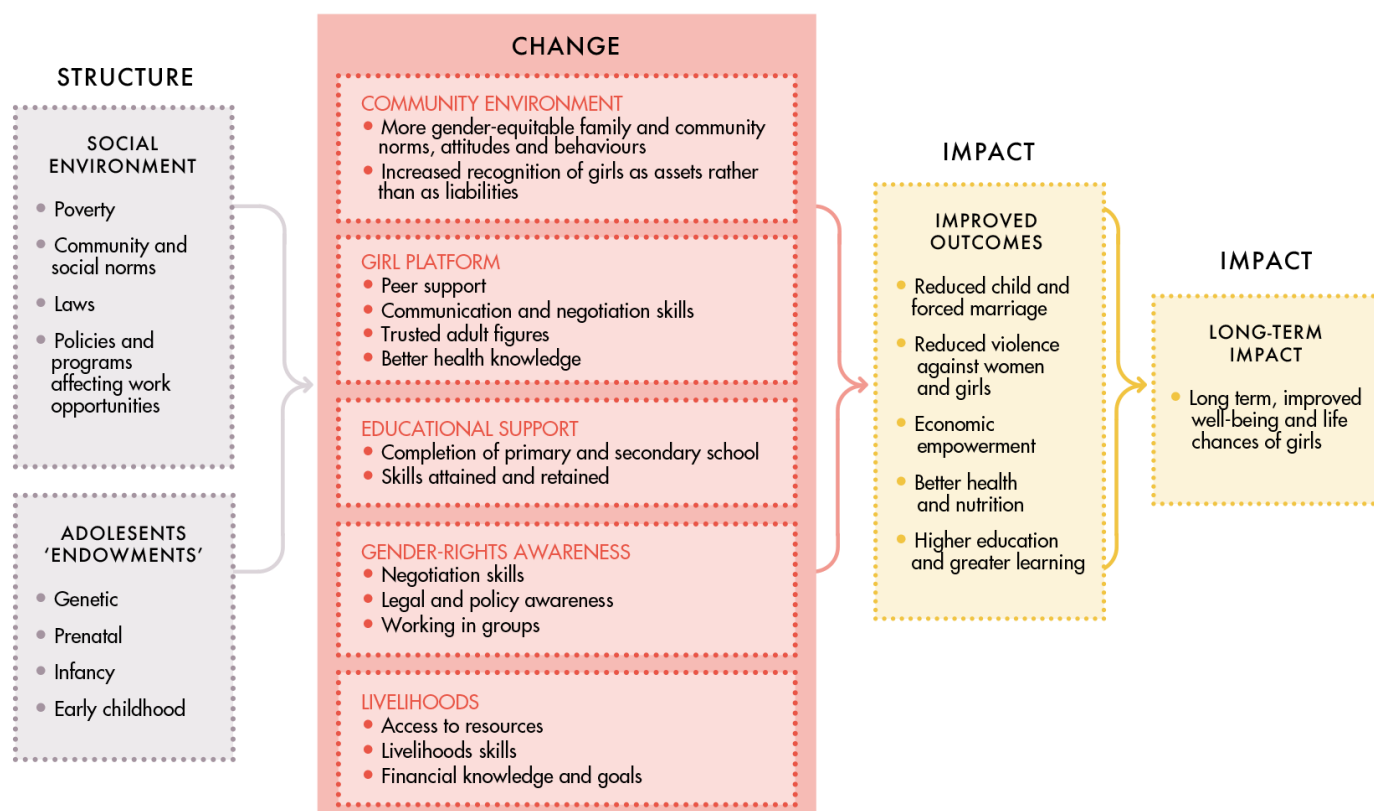 STRUCTURE
SOCIAL
ENVIRONMENT
Poverty
Community and
social norms
Laws
Policies and
programs
affecting work
opportunities
ADOLESENTS
‘ENDOWMENTS’
Genetic
Prenatal
Infancy
Early childhood
CHANGE
COMMUNITY ENVIRONMENT
More gender-equitable family and community
norms, attitudes and behaviours
Increased recognition of girls as assets rather
than as liabilities
GIRL PLATFORM
Peer support
Communication and negotiation skills
Trusted adult figures
Better health knowledge
EDUCATIONAL SUPPORT
Completion of primary and secondary school
Skills attained and retained
GENDER-RIGHTS AWARENESS
Negotiation skills
Legal and policy awareness
Working in groups
LIVELIHOODS
Access to resources
Livelihoods skills
Financial knowledge and goals
IMPACT
IMPROVED
OUTCOMES
Reduced child and
forced marriage
Reduced violence
against women
and girls
Economic
empowerment
Better health
and nutrition
Higher education
and greater learning
IMPACT
LONG-TERM
IMPACT
Long term, improved
well-being and life
chances of girls